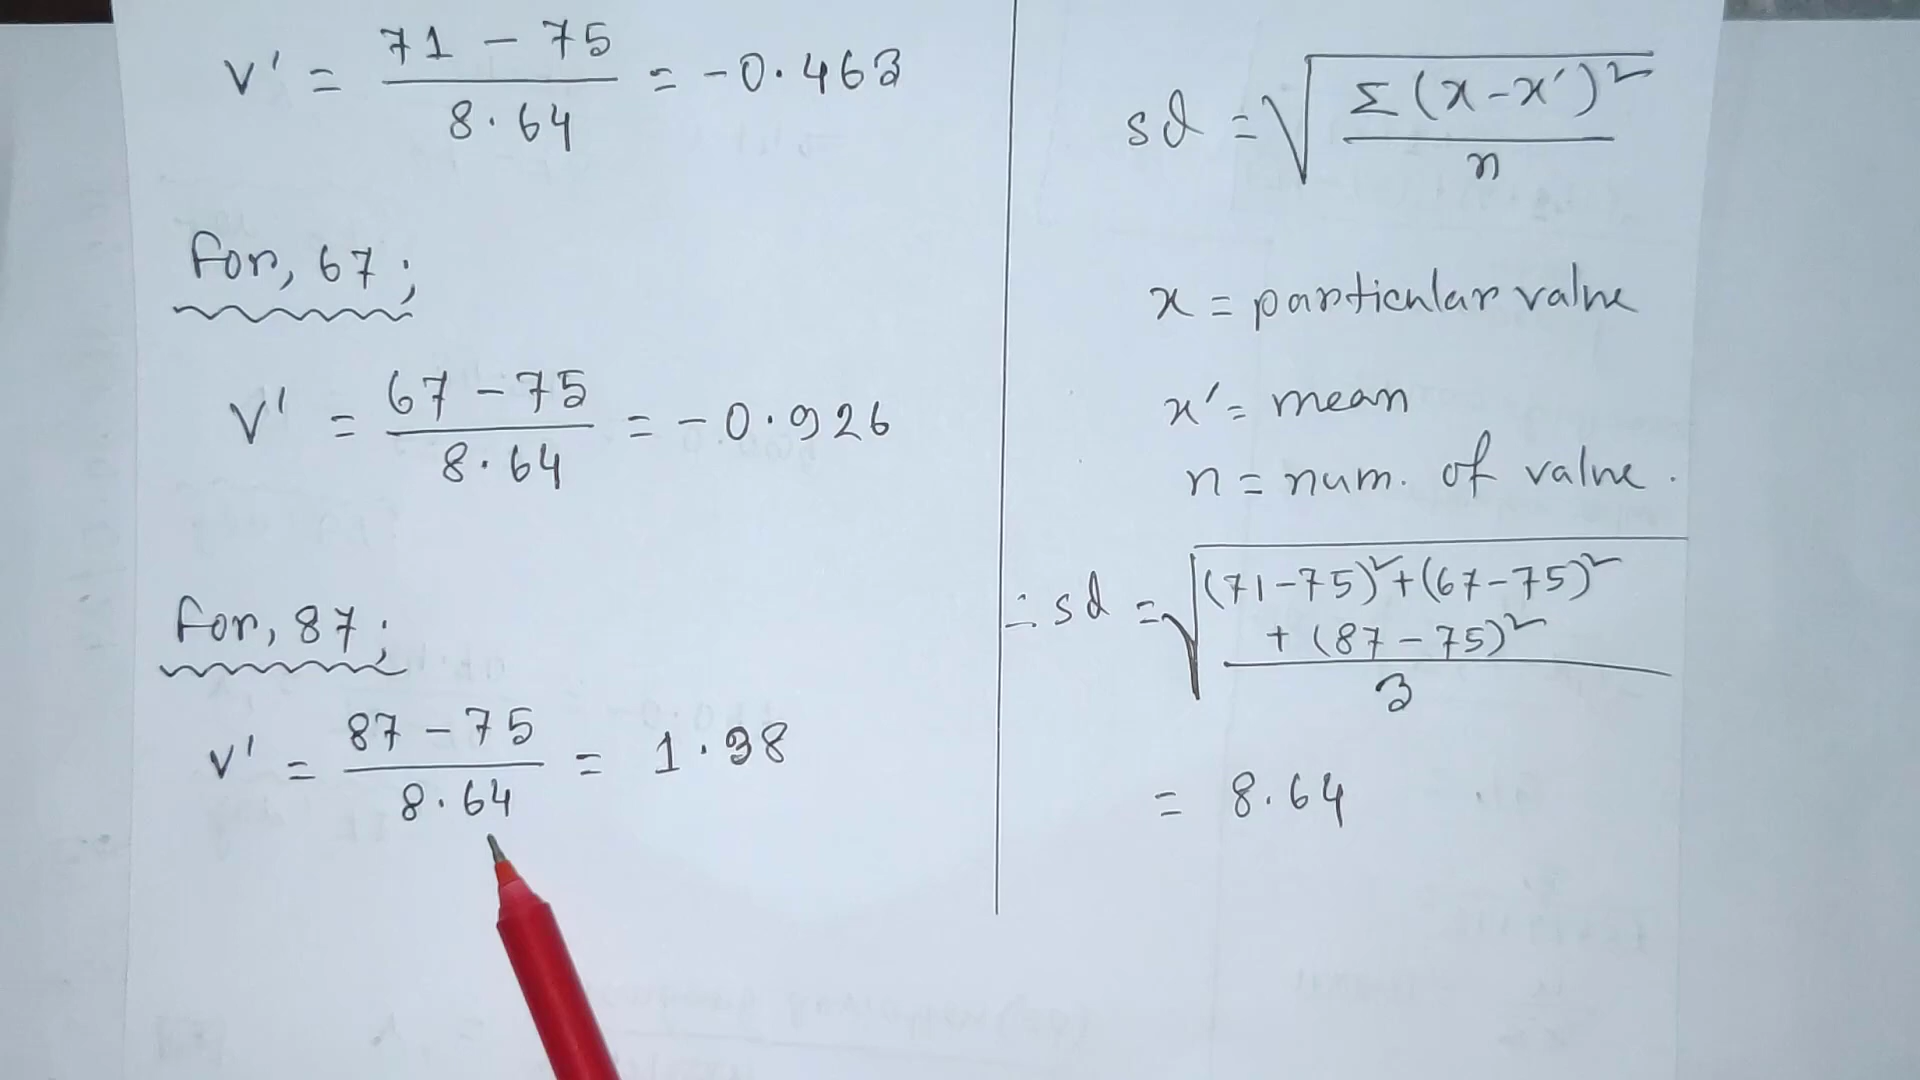 v' = 71 - 75 / 8.64 = -0.463
for, 67;
v' = 67 - 75 / 8.64 = -0.926
for, 87;
v' = 87 - 75 / 8.64 = 1.38
sd = √ Σ(x-x')² / n
x = particular value
x' = mean
n = num. of value.
∴ sd = √ (71-75)²+(67-75)²
+ (87-75)²
/ 3
= 8.64